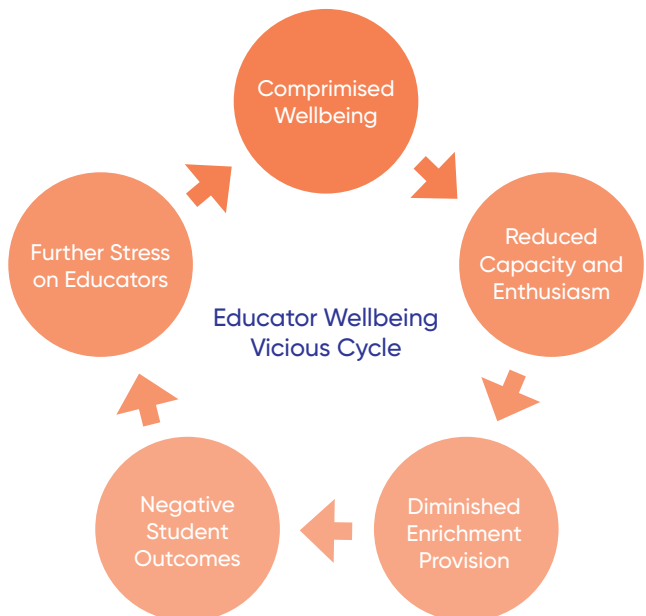 Comprimised
Wellbeing
Reduced
Capacity and
Enthusiasm
Diminished
Enrichment
Provision
Negative
Student
Outcomes
Further Stress
on Educators
Educator Wellbeing
Vicious Cycle